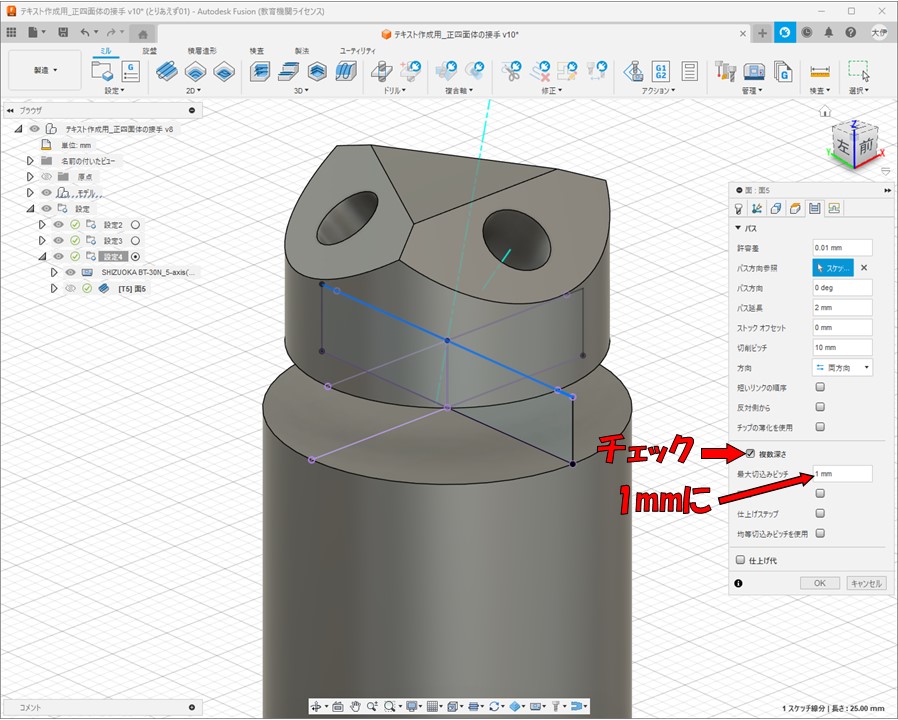 テキスト作成用_正四面体の接手 v10* (とりあえず01) - Autodesk Fusion (教育機関ライセンス)
テキスト作成用_正四面体の接手 v10*
大伊
製造
ミル 旋盤 積層造形 検査 製法 ユーティリティ
設定 2D 3D ドリル 複合軸 修正 アクション 管理 検査 選択
G1
G2
ブラウザ
テキスト作成用_正四面体の接手 v8
単位: mm
名前の付いたビュー
原点
モデル
設定
設定2
設定3
設定4
SHIZUOKA BT-30N_5-axis(...
[T5] 面5
Z
左 前
Y X
面 : 面5
パス
許容差 0.01 mm
パス方向参照 スケッ...
パス方向 0 deg
パス延長 2 mm
ストック オフセット 0 mm
切削ピッチ 10 mm
方向 両方向
短いリンクの順序
反対側から
チップの薄化を使用
チェック
複数深さ
最大切込みピッチ 1 mm
1mmに
仕上げステップ
均等切込みピッチを使用
仕上げ代
OK キャンセル
コメント
1 スケッチ線分 | 長さ : 25.00 mm